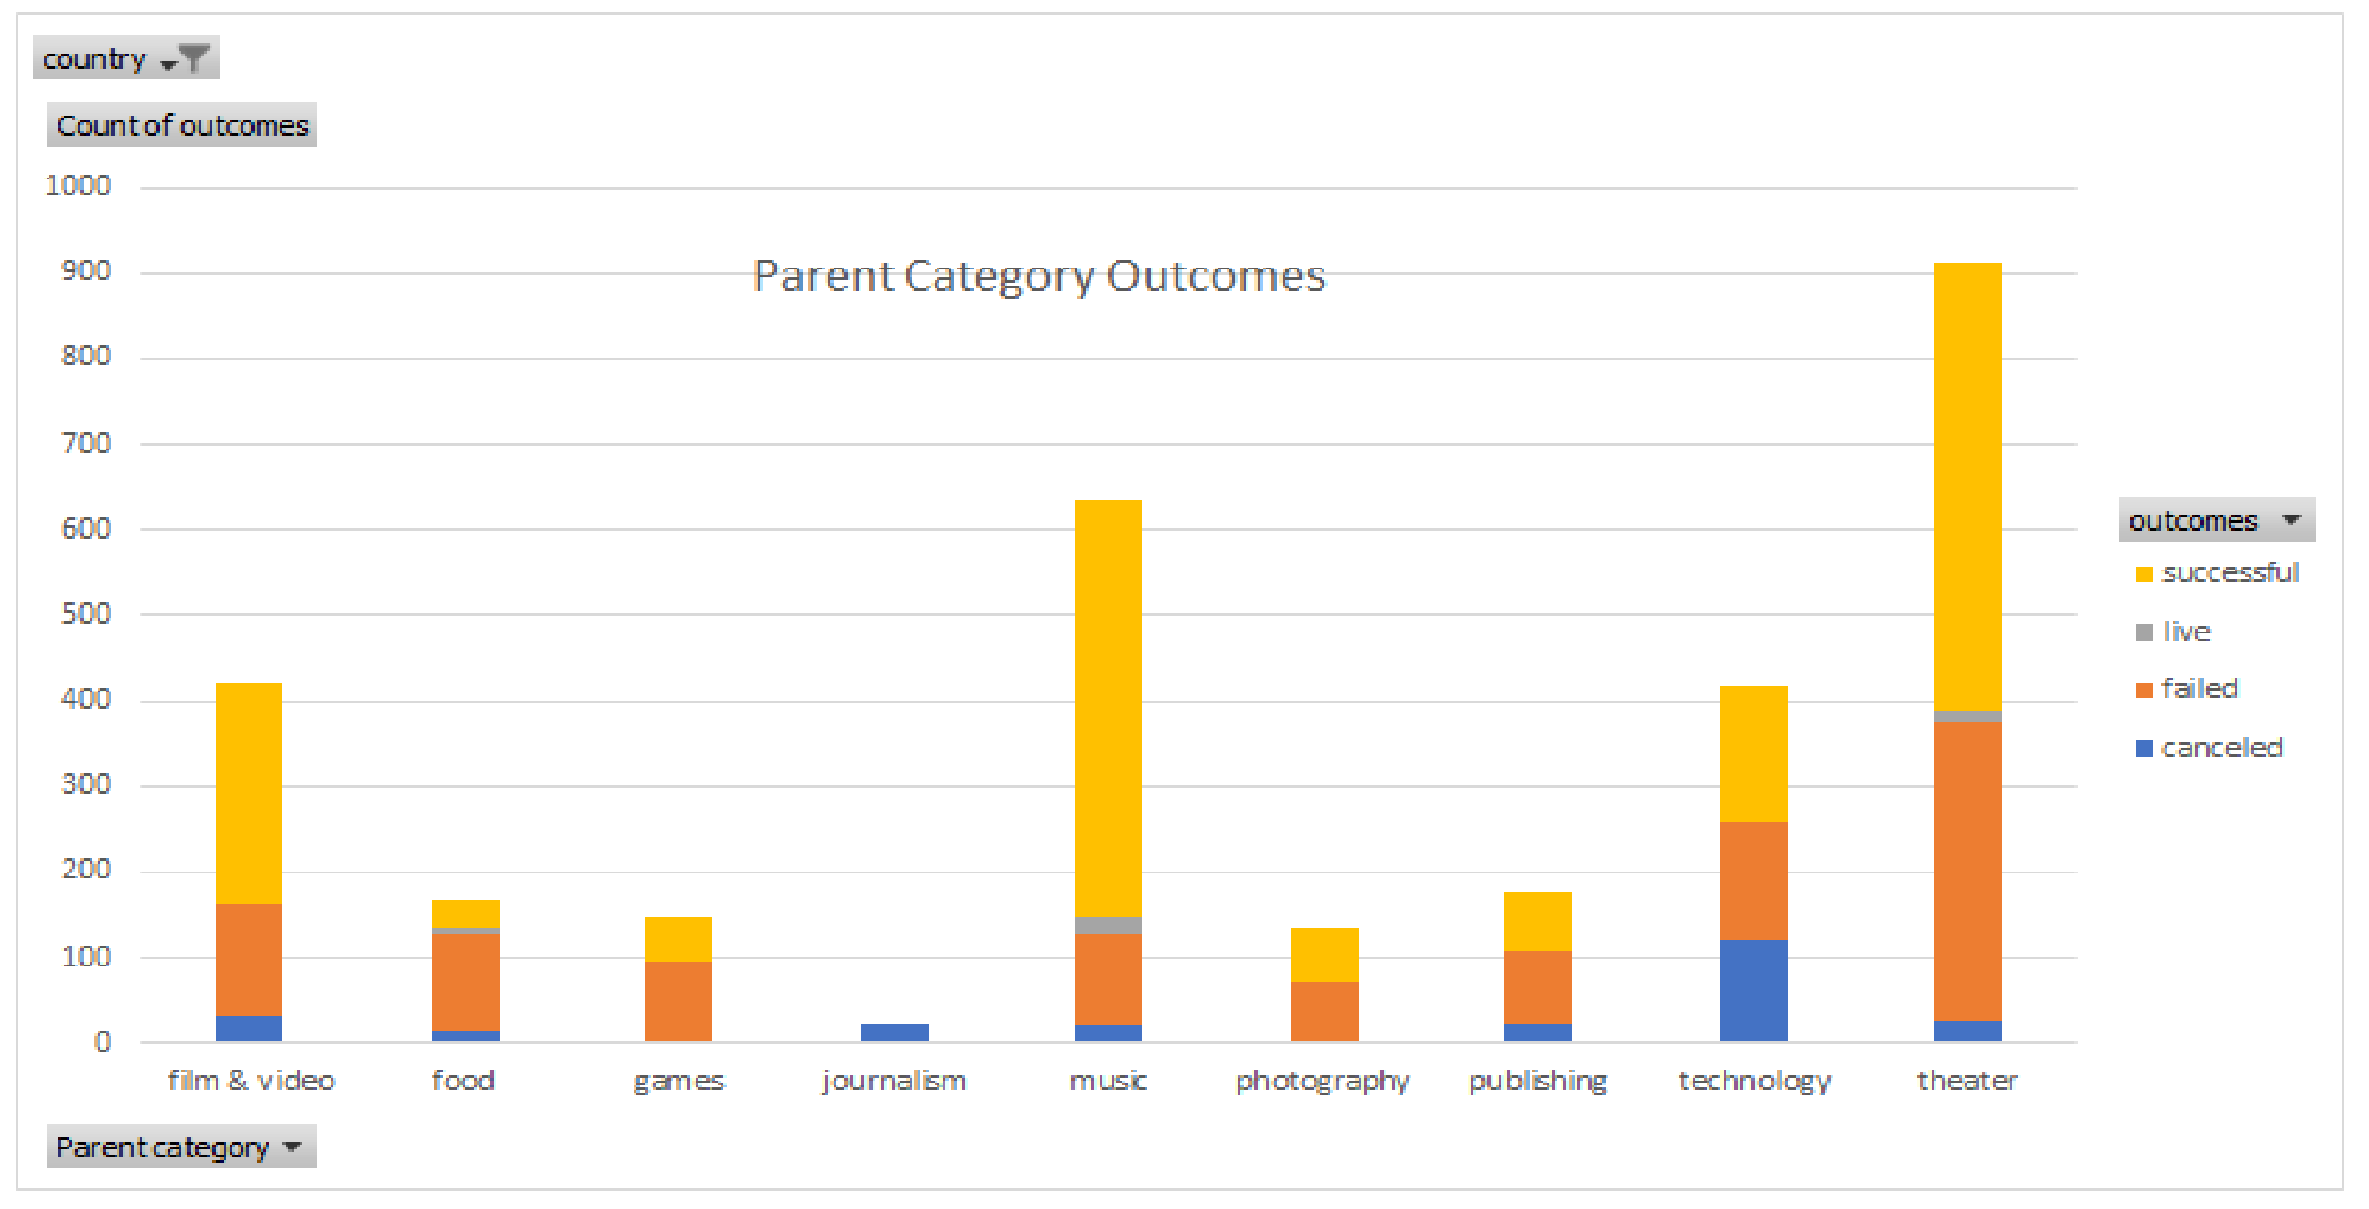 country
Count of outcomes
1000
900
Parent Category Outcomes
800
700
600
500
400
300
200
100
0
film & video food games journalism music photography publishing technology theater
outcomes
successful
live
failed
canceled
Parent category